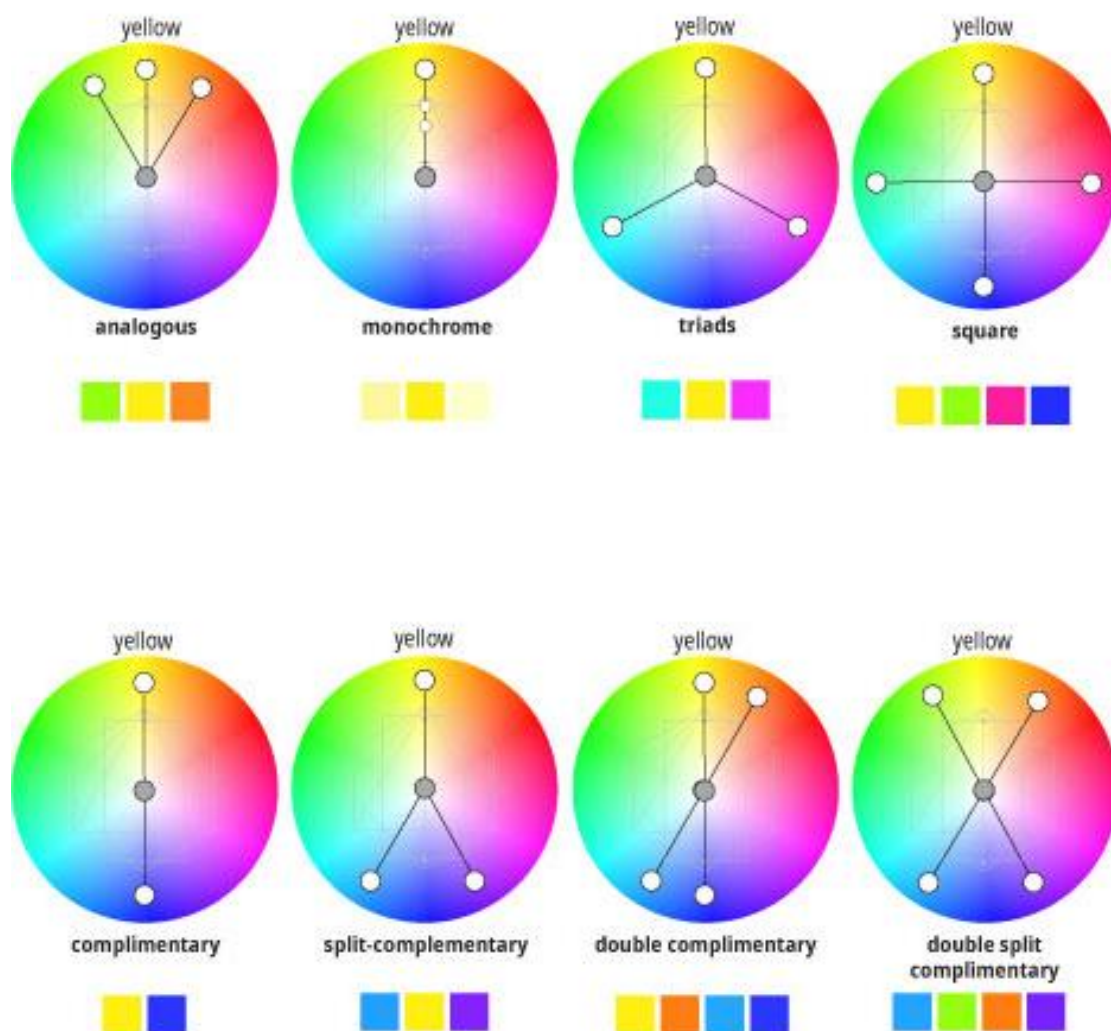 yellow
yellow
yellow
yellow
analogous
monochrome
triads
square
yellow
yellow
yellow
yellow
complimentary
split-complementary
double complimentary
double split
complimentary